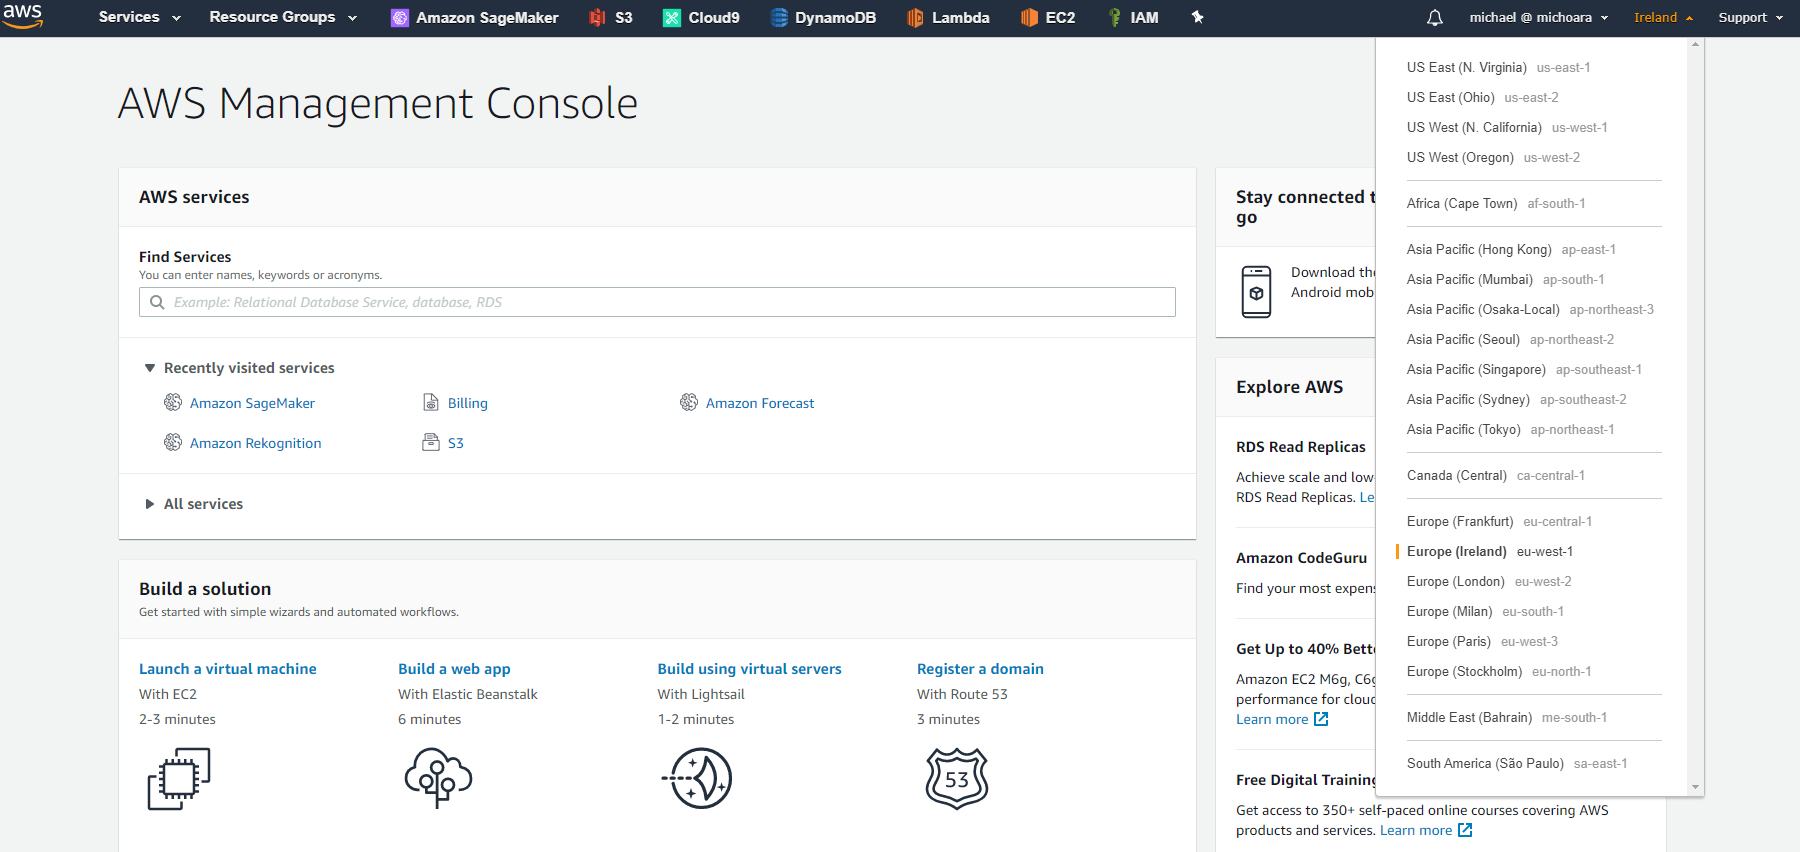 aws
Services
Resource Groups
Amazon SageMaker
S3
Cloud9
DynamoDB
Lambda
EC2
IAM
michael @ michoara
Ireland
Support
AWS Management Console
AWS services
Find Services
You can enter names, keywords or acronyms.
Example: Relational Database Service, database, RDS
Recently visited services
Amazon SageMaker
Billing
Amazon Forecast
Amazon Rekognition
S3
All services
Build a solution
Get started with simple wizards and automated workflows.
Launch a virtual machine
With EC2
2-3 minutes
Build a web app
With Elastic Beanstalk
6 minutes
Build using virtual servers
With Lightsail
1-2 minutes
Register a domain
With Route 53
3 minutes
53
Stay connected
go
Download
Android
Explore AWS
RDS Read Replicas
Achieve scale and
RDS Read Replicas.
Amazon CodeGuru
Find your most
Get Up to 40%
Amazon EC2 M6g,
performance for
Learn more
Free Digital Training
Get access to 350+ self-paced online courses covering AWS
products and services. Learn more
US East (N. Virginia) us-east-1
US East (Ohio) us-east-2
US West (N. California) us-west-1
US West (Oregon) us-west-2
Africa (Cape Town) af-south-1
Asia Pacific (Hong Kong) ap-east-1
Asia Pacific (Mumbai) ap-south-1
Asia Pacific (Osaka-Local) ap-northeast-3
Asia Pacific (Seoul) ap-northeast-2
Asia Pacific (Singapore) ap-southeast-1
Asia Pacific (Sydney) ap-southeast-2
Asia Pacific (Tokyo) ap-northeast-1
Canada (Central) ca-central-1
Europe (Frankfurt) eu-central-1
Europe (Ireland) eu-west-1
Europe (London) eu-west-2
Europe (Milan) eu-south-1
Europe (Paris) eu-west-3
Europe (Stockholm) eu-north-1
Middle East (Bahrain) me-south-1
South America (São Paulo) sa-east-1